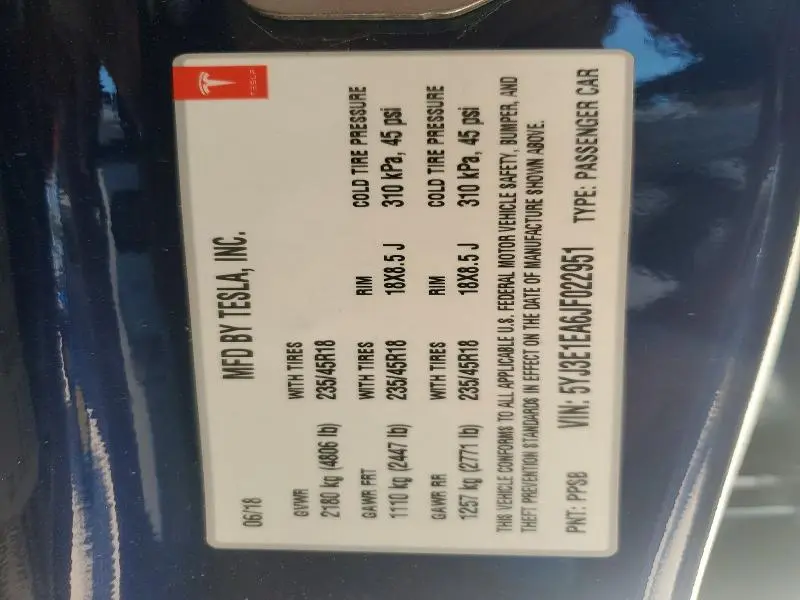 TESLA
MFD BY TESLA, INC.
06/18
GVWR WITH TIRES
2180 kg (4806 lb) 235/45R18
GAWR FRT WITH TIRES RIM COLD TIRE PRESSURE
1110 kg (2447 lb) 235/45R18 18X8.5 J 310 kPa, 45 psi
GAWR RR WITH TIRES RIM COLD TIRE PRESSURE
1257 kg (2771 lb) 235/45R18 18X8.5 J 310 kPa, 45 psi
THIS VEHICLE CONFORMS TO ALL APPLICABLE U.S. FEDERAL MOTOR VEHICLE SAFETY, BUMPER, AND
THEFT PREVENTION STANDARDS IN EFFECT ON THE DATE OF MANUFACTURE SHOWN ABOVE.
PNT: PPSB VIN: 5YJ3E1EA6JF022951 TYPE: PASSENGER CAR